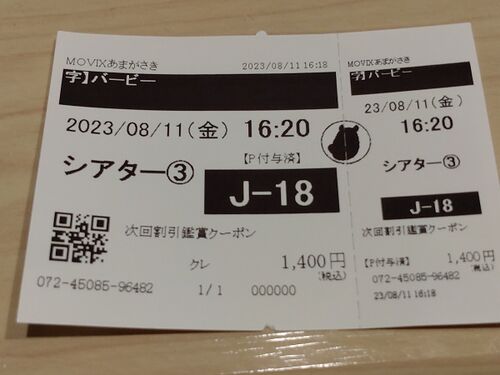 MOVIXあまがさき 2023/08/11 16:18
字】バービー
2023/08/11(金) 16:20
【P付与済】
シアター③
J-18
次回割引鑑賞クーポン
クレ 1,400円
(税込)
072-45085-96482 1/1 000000
MOVIXあまがさき
字】バービー
23/08/11(金)
16:20
シアター③
J-18
次回割引鑑賞クーポン
【P付与済】 1,400円
(税込)
072-45085-96482
23/08/11 16:18